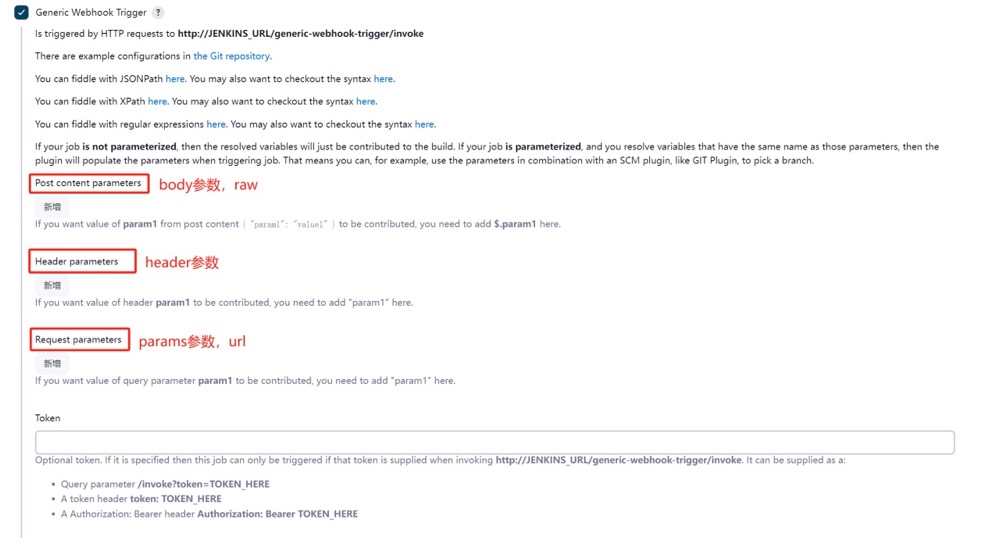 Generic Webhook Trigger ?
Is triggered by HTTP requests to http://JENKINS_URL/generic-webhook-trigger/invoke
There are example configurations in the Git repository.
You can fiddle with JSONPath here. You may also want to checkout the syntax here.
You can fiddle with XPath here. You may also want to checkout the syntax here.
You can fiddle with regular expressions here. You may also want to checkout the syntax here.
If your job is not parameterized, then the resolved variables will just be contributed to the build. If your job is parameterized, and you resolve variables that have the same name as those parameters, then the
plugin will populate the parameters when triggering job. That means you can, for example, use the parameters in combination with an SCM plugin, like GIT Plugin, to pick a branch.
Post content parameters body参数，raw
新增
If you want value of param1 from post content { "param1": "value1" } to be contributed, you need to add $.param1 here.
Header parameters header参数
新增
If you want value of header param1 to be contributed, you need to add "param1" here.
Request parameters params参数，url
新增
If you want value of query parameter param1 to be contributed, you need to add "param1" here.
Token
Optional token. If it is specified then this job can only be triggered if that token is supplied when invoking http://JENKINS_URL/generic-webhook-trigger/invoke. It can be supplied as a:
• Query parameter /invoke?token=TOKEN_HERE
• A token header token: TOKEN_HERE
• A Authorization: Bearer header Authorization: Bearer TOKEN_HERE